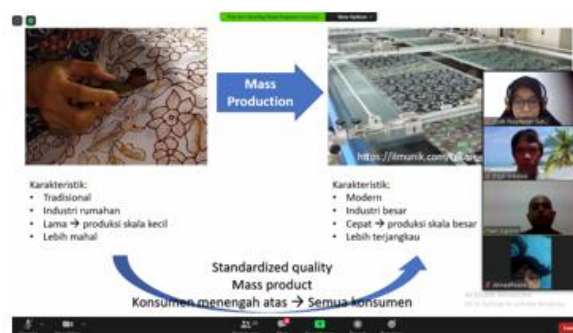 Mass
Production
https://ilmunik.com/
Karakteristik:
• Tradisional
• Industri rumahan
• Lama → produksi skala kecil
• Lebih mahal
Karakteristik:
• Modern
• Industri besar
• Cepat → produksi skala besar
• Lebih terjangkau
Standardized quality
Mass product
Konsumen menengah atas → Semua konsumen